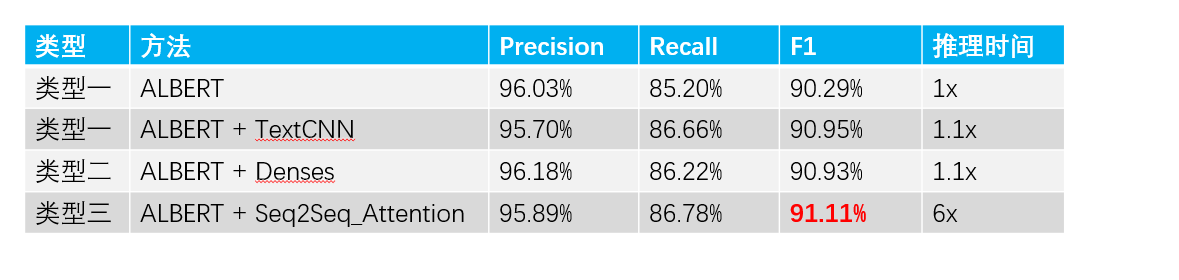 类型 方法 Precision Recall F1 推理时间
类型一 ALBERT 96.03% 85.20% 90.29% 1x
类型一 ALBERT + TextCNN 95.70% 86.66% 90.95% 1.1x
类型二 ALBERT + Denses 96.18% 86.22% 90.93% 1.1x
类型三 ALBERT + Seq2Seq_Attention 95.89% 86.78% 91.11% 6x